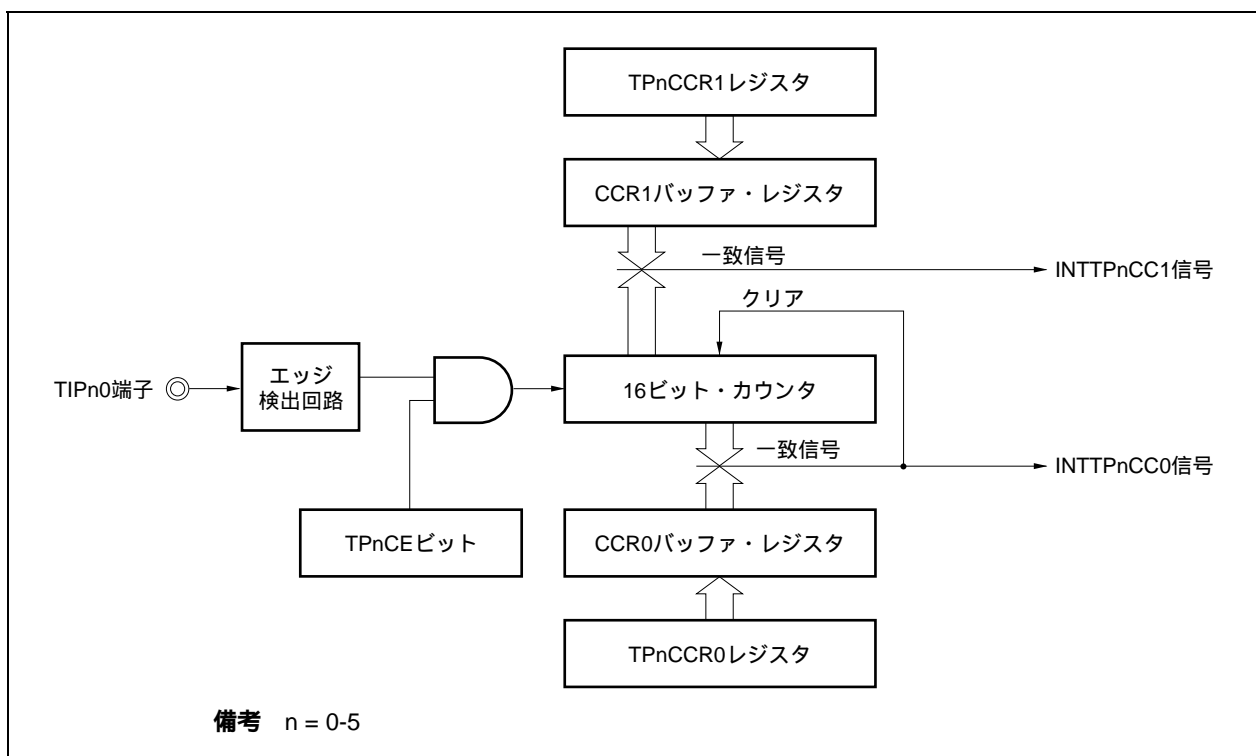 TPnCCR1レジスタ
CCR1バッファ・レジスタ
一致信号
INTTPnCC1信号
クリア
TIPn0端子
エッジ
検出回路
16ビット・カウンタ
一致信号
INTTPnCC0信号
TPnCEビット
CCR0バッファ・レジスタ
TPnCCR0レジスタ
備考 n = 0-5